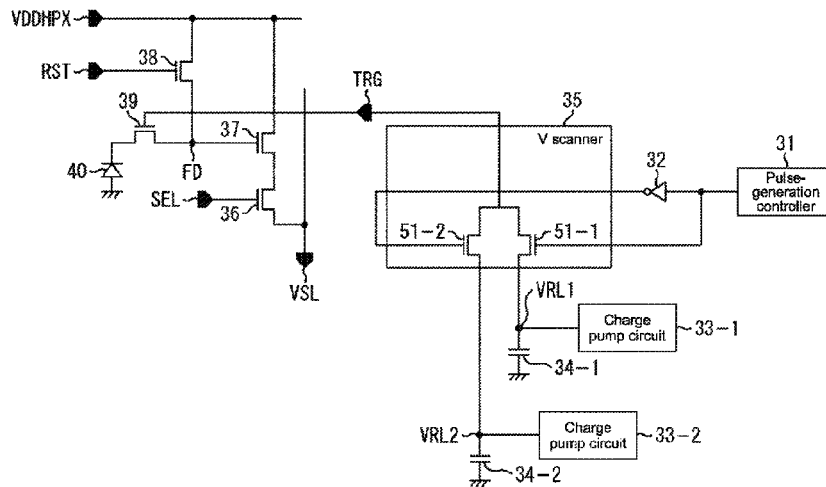 VDDHPX
38
RST
39
TRG
35
V scanner
31
Pulse-
generation
controller
32
37
40
FD
SEL
36
51-2
51-1
VSL
VRL1
Charge
pump circuit
33-1
34-1
VRL2
Charge
pump circuit
33-2
34-2